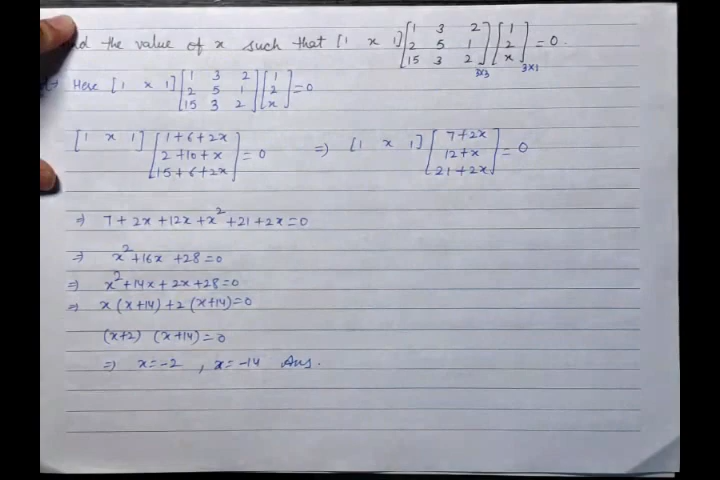 the value of x such that [1 x 1] [1 3 2; 2 5 1; 15 3 2]3×3 [1; 2; x]3×1 = 0.
Here [1 x 1] [1 3 2; 2 5 1; 15 3 2] [1; 2; x] = 0
[1 x 1] [1+6+2x; 2+10+x; 15+6+2x] = 0 => [1 x 1] [7+2x; 12+x; 21+2x] = 0
=> 7+2x+12x+x²+21+2x=0
=> x²+16x+28=0
=> x²+14x+2x+28=0
=> x(x+14)+2(x+14)=0
(x+2) (x+14)=0
=> x=-2, x=-14 Ans.